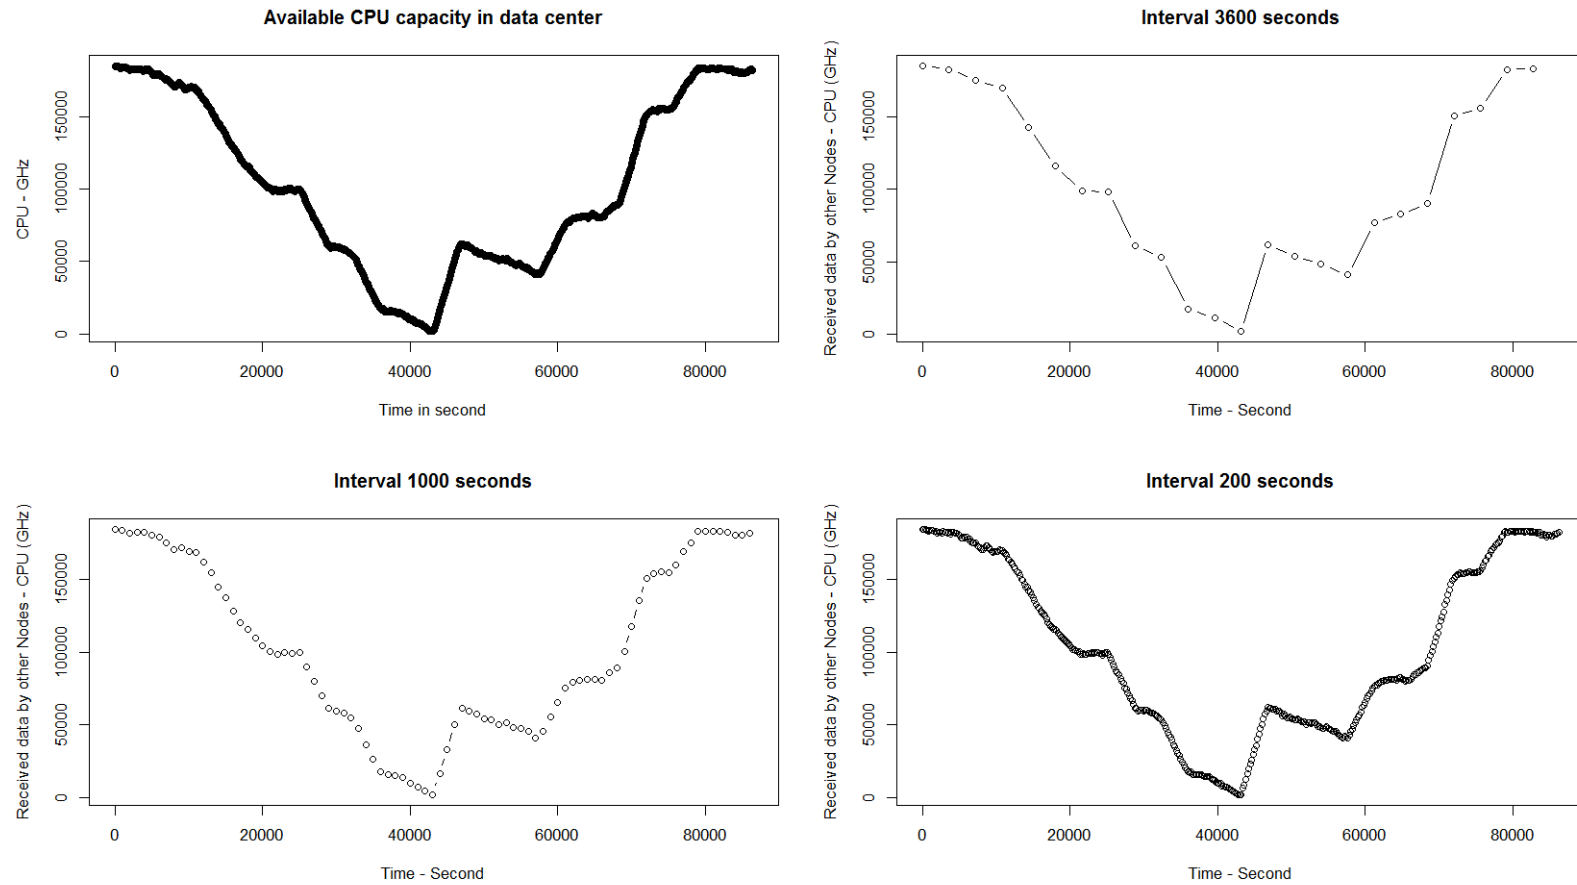 Available CPU capacity in data center
CPU - GHz
150000
100000
50000
0
0 20000 40000 60000 80000
Time in second
Interval 3600 seconds
Received data by other Nodes - CPU (GHz)
150000
100000
50000
0
0 20000 40000 60000 80000
Time - Second
Interval 1000 seconds
Received data by other Nodes - CPU (GHz)
150000
100000
50000
0
0 20000 40000 60000 80000
Time - Second
Interval 200 seconds
Received data by other Nodes - CPU (GHz)
150000
100000
50000
0
0 20000 40000 60000 80000
Time - Second